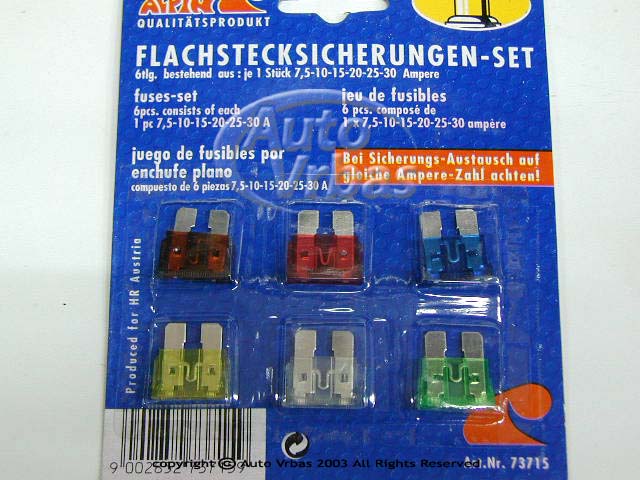 QUALITÄTSPRODUKT
FLACHSTECKSICHERUNGEN-SET
6tlg. bestehend aus : je 1 Stück 7,5-10-15-20-25-30 Ampere
fuses-set
6pcs. consists of each
1 pc 7,5-10-15-20-25-30 A
jeu de fusibles
6 pcs. composé de
1 x 7,5-10-15-20-25-30 ampère
juego de fusibles por
enchufe plano
compuesto de 6 piezas 7,5-10-15-20-25-30 A
Bei Sicherungs-Austausch auf
gleiche Ampere-Zahl achten!
Auto
Vrbas
Produced for HR Austria
Art.Nr. 73715
copyright © Auto Vrbas 2003 All Rights Reserved